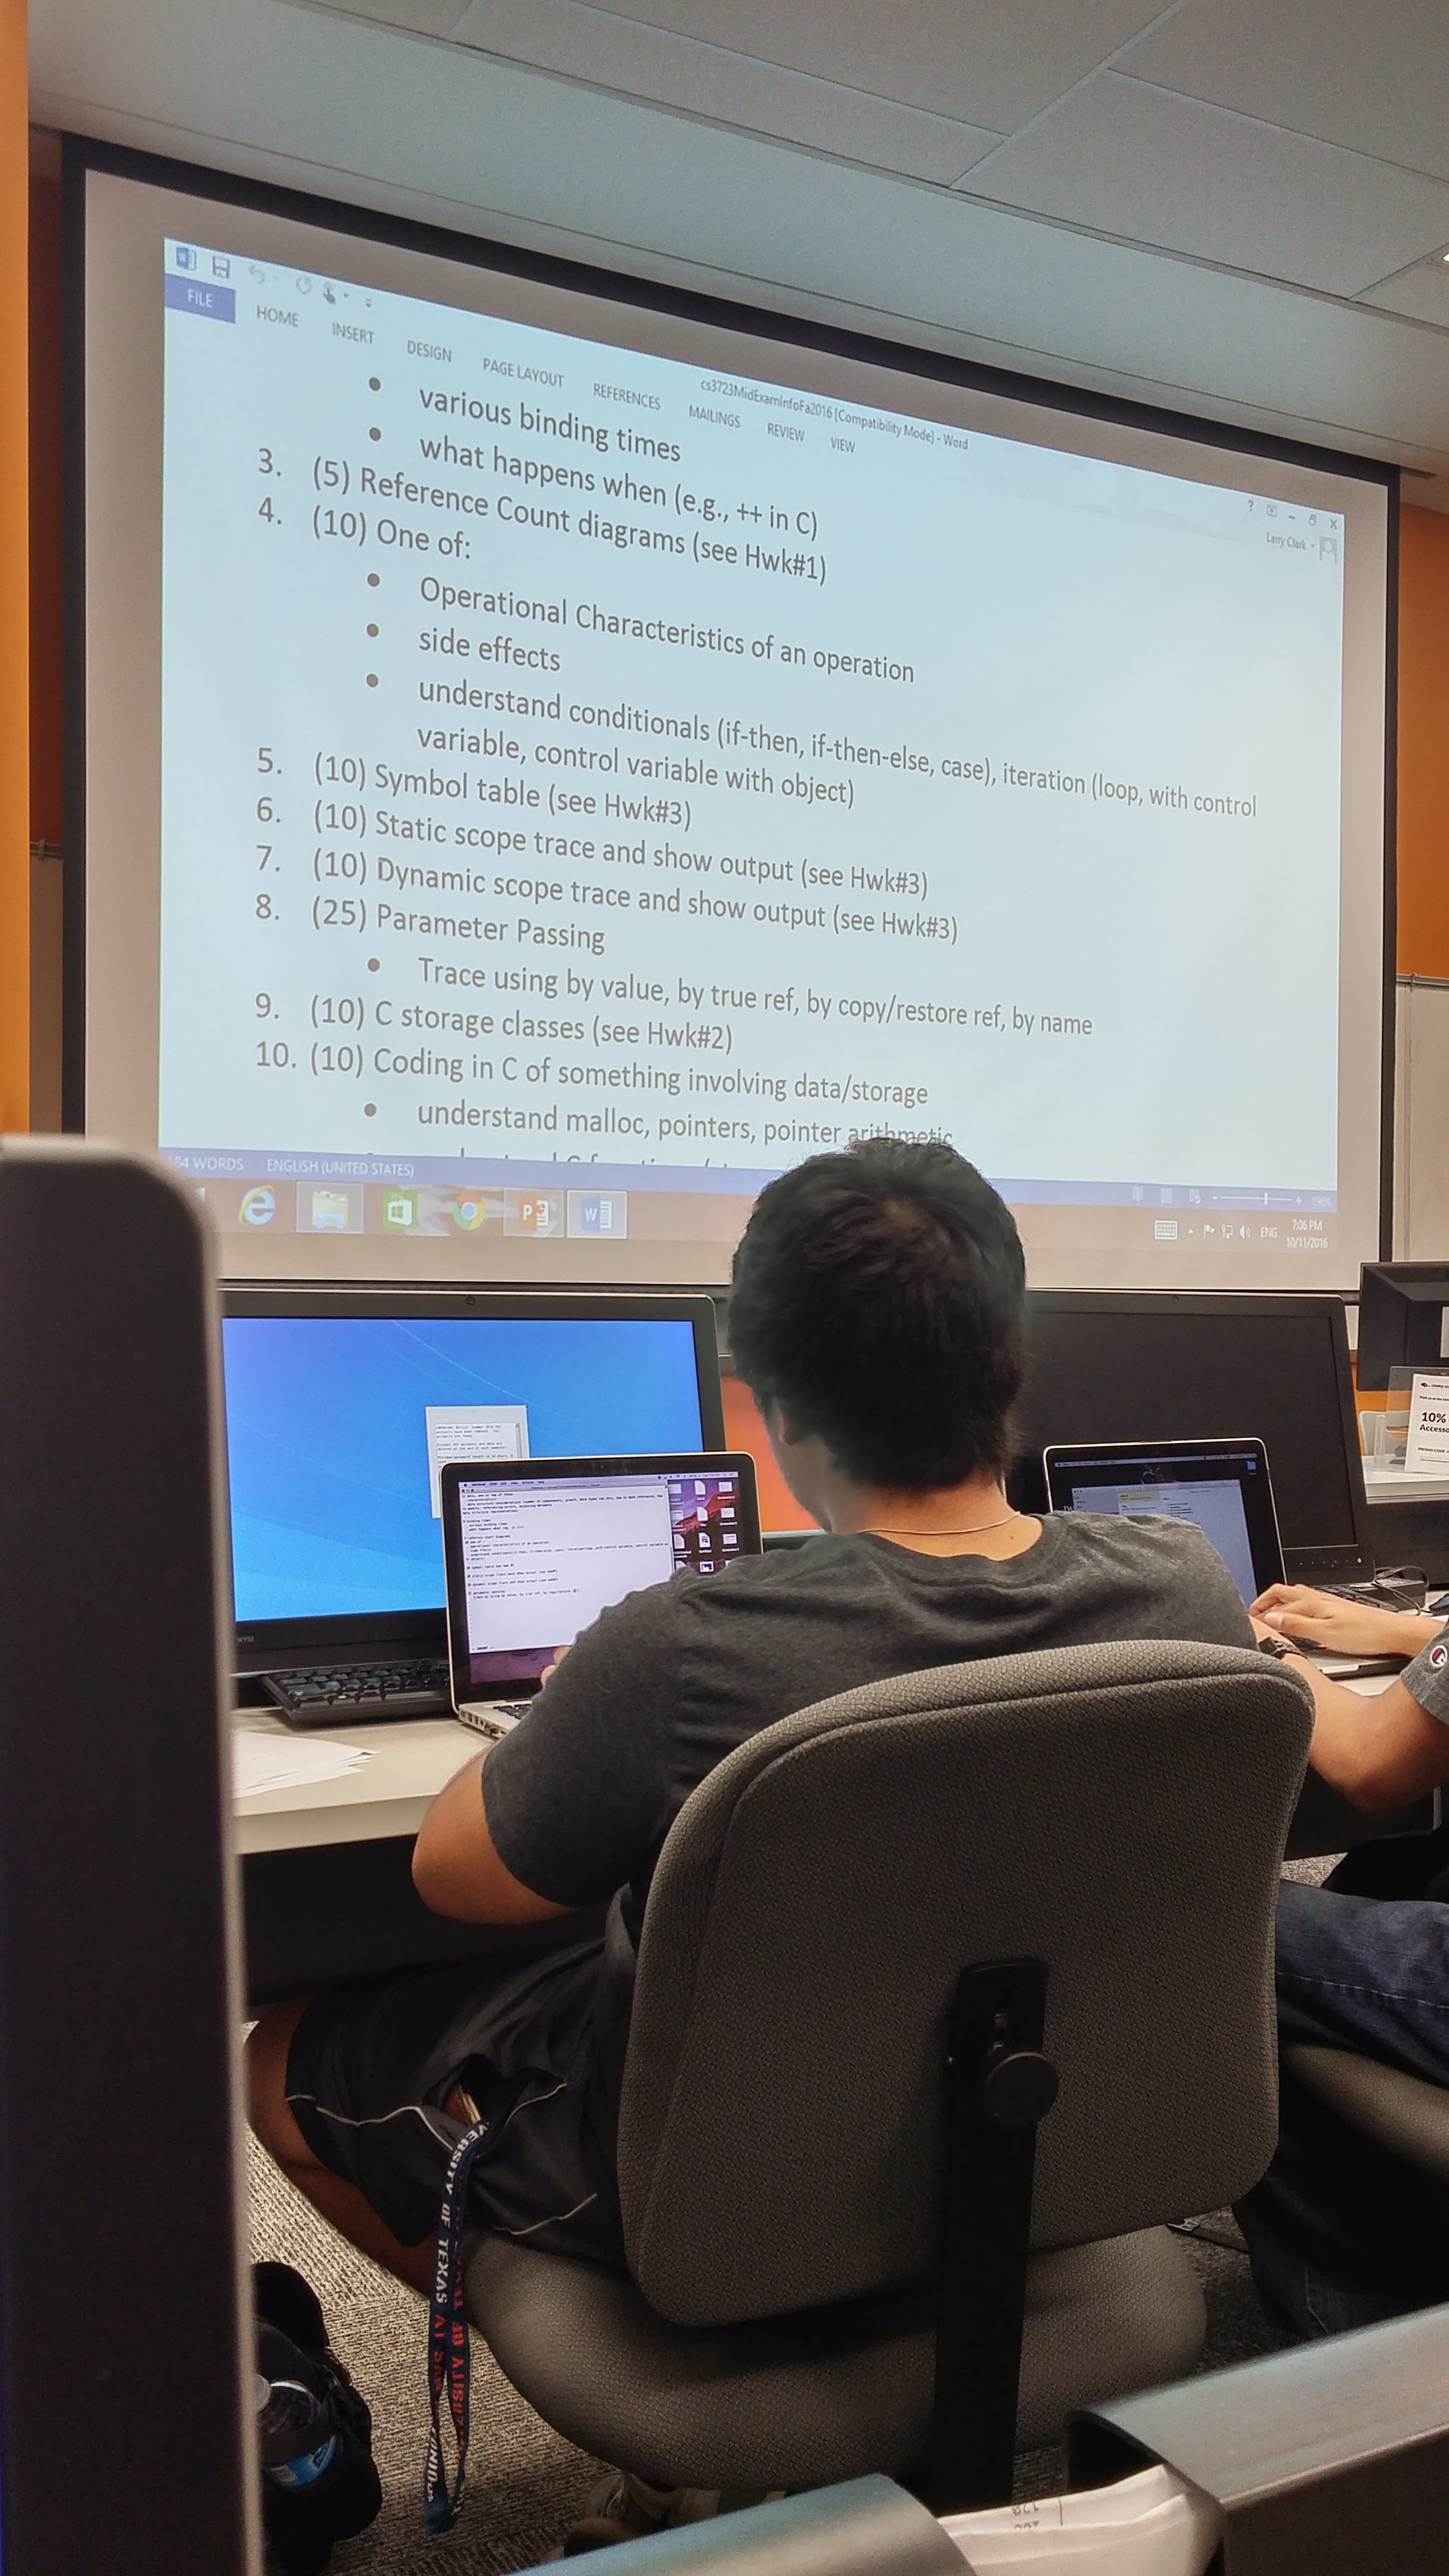 cs3723MidExamInfoFa2016 [Compatibility Mode] - Word
FILE HOME INSERT DESIGN PAGE LAYOUT REFERENCES MAILINGS REVIEW VIEW
Larry Clark
• various binding times
• what happens when (e.g., ++ in C)
3. (5) Reference Count diagrams (see Hwk#1)
4. (10) One of:
• Operational Characteristics of an operation
• side effects
• understand conditionals (if-then, if-then-else, case), iteration (loop, with control
variable, control variable with object)
5. (10) Symbol table (see Hwk#3)
6. (10) Static scope trace and show output (see Hwk#3)
7. (10) Dynamic scope trace and show output (see Hwk#3)
8. (25) Parameter Passing
• Trace using by value, by true ref, by copy/restore ref, by name
9. (10) C storage classes (see Hwk#2)
10. (10) Coding in C of something involving data/storage
• understand malloc, pointers, pointer arithmetic
WORDS ENGLISH (UNITED STATES)
ENG
7:06 PM
10/11/2016
10%
VERSITY OF TEXAS AT SAN